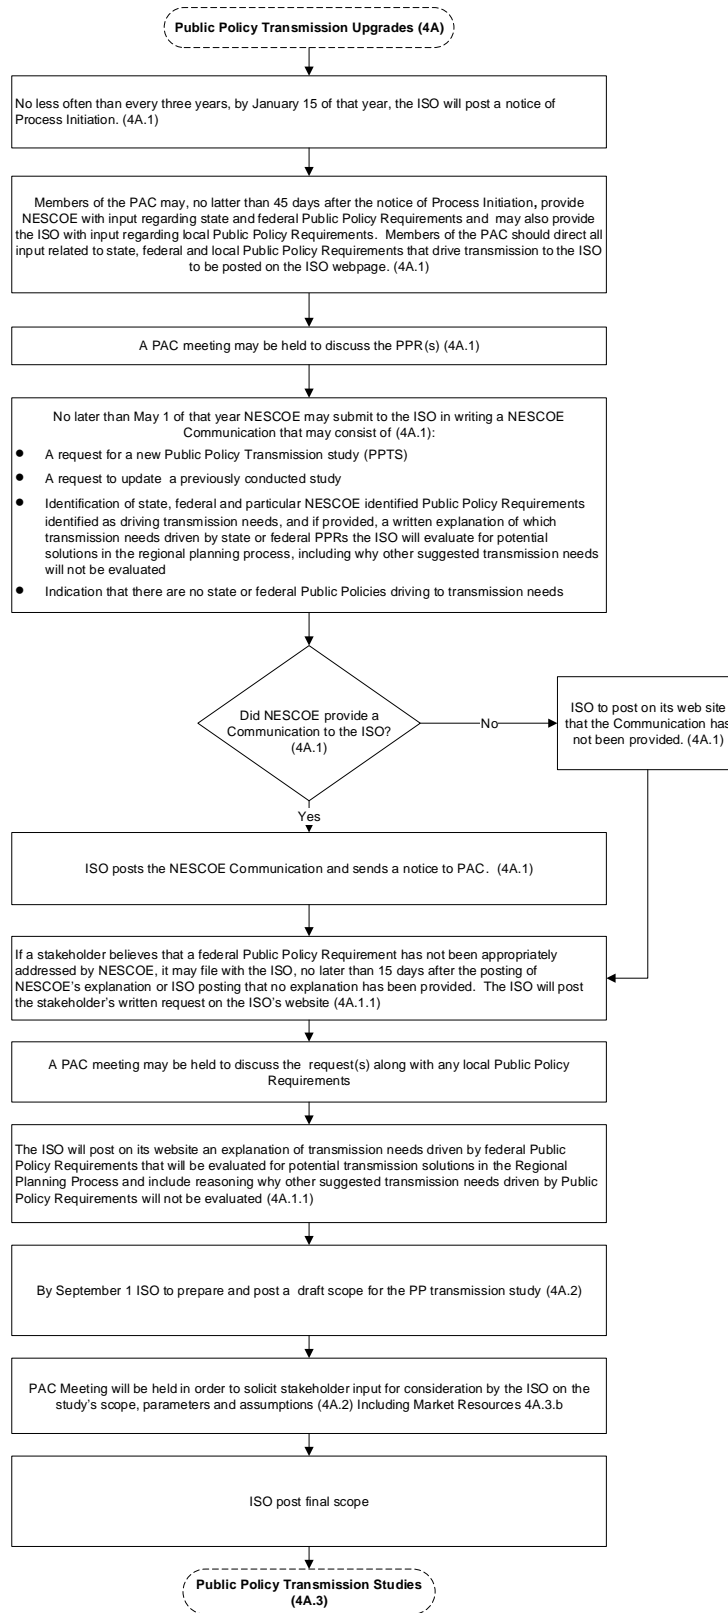 Public Policy Transmission Upgrades (4A)
No less often than every three years, by January 15 of that year, the ISO will post a notice of
Process Initiation. (4A.1)
Members of the PAC may, no latter than 45 days after the notice of Process Initiation, provide
NESCOE with input regarding state and federal Public Policy Requirements and may also provide
the ISO with input regarding local Public Policy Requirements. Members of the PAC should direct all
input related to state, federal and local Public Policy Requirements that drive transmission to the ISO
to be posted on the ISO webpage. (4A.1)
A PAC meeting may be held to discuss the PPR(s) (4A.1)
No later than May 1 of that year NESCOE may submit to the ISO in writing a NESCOE
Communication that may consist of (4A.1):
● A request for a new Public Policy Transmission study (PPTS)
● A request to update a previously conducted study
● Identification of state, federal and particular NESCOE identified Public Policy Requirements
identified as driving transmission needs, and if provided, a written explanation of which
transmission needs driven by state or federal PPRs the ISO will evaluate for potential
solutions in the regional planning process, including why other suggested transmission needs
will not be evaluated
● Indication that there are no state or federal Public Policies driving to transmission needs
Did NESCOE provide a
Communication to the ISO?
(4A.1)
No
ISO to post on its web site
that the Communication has
not been provided. (4A.1)
Yes
ISO posts the NESCOE Communication and sends a notice to PAC. (4A.1)
If a stakeholder believes that a federal Public Policy Requirement has not been appropriately
addressed by NESCOE, it may file with the ISO, no later than 15 days after the posting of
NESCOE's explanation or ISO posting that no explanation has been provided. The ISO will post
the stakeholder's written request on the ISO's website (4A.1.1)
A PAC meeting may be held to discuss the request(s) along with any local Public Policy
Requirements
The ISO will post on its website an explanation of transmission needs driven by federal Public
Policy Requirements that will be evaluated for potential transmission solutions in the Regional
Planning Process and include reasoning why other suggested transmission needs driven by Public
Policy Requirements will not be evaluated (4A.1.1)
By September 1 ISO to prepare and post a draft scope for the PP transmission study (4A.2)
PAC Meeting will be held in order to solicit stakeholder input for consideration by the ISO on the
study's scope, parameters and assumptions (4A.2) Including Market Resources 4A.3.b
ISO post final scope
Public Policy Transmission Studies
(4A.3)